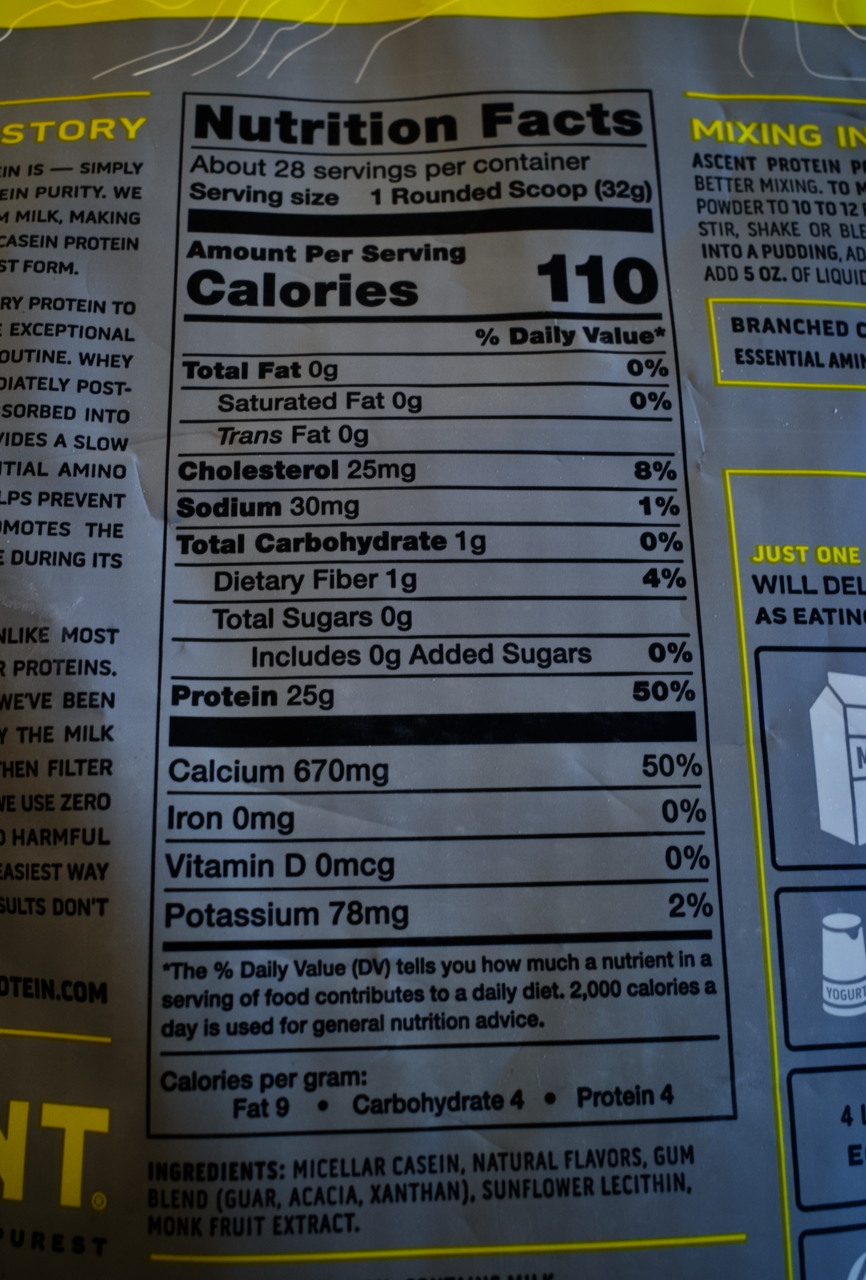 STORY
IN IS — SIMPLY
EIN PURITY. WE
M MILK, MAKING
CASEIN PROTEIN
ST FORM.
RY PROTEIN TO
E EXCEPTIONAL
OUTINE. WHEY
DIATELY POST-
SORBED INTO
VIDES A SLOW
TIAL AMINO
LPS PREVENT
OMOTES THE
E DURING ITS
NLIKE MOST
R PROTEINS.
WE'VE BEEN
Y THE MILK
THEN FILTER
WE USE ZERO
O HARMFUL
EASIEST WAY
SULTS DON'T
OTEIN.COM
NT®
PUREST
Nutrition Facts
About 28 servings per container
Serving size 1 Rounded Scoop (32g)
Amount Per Serving
Calories 110
% Daily Value*
Total Fat 0g 0%
Saturated Fat 0g 0%
Trans Fat 0g
Cholesterol 25mg 8%
Sodium 30mg 1%
Total Carbohydrate 1g 0%
Dietary Fiber 1g 4%
Total Sugars 0g
Includes 0g Added Sugars 0%
Protein 25g 50%
Calcium 670mg 50%
Iron 0mg 0%
Vitamin D 0mcg 0%
Potassium 78mg 2%
*The % Daily Value (DV) tells you how much a nutrient in a
serving of food contributes to a daily diet. 2,000 calories a
day is used for general nutrition advice.
Calories per gram:
Fat 9 • Carbohydrate 4 • Protein 4
INGREDIENTS: MICELLAR CASEIN, NATURAL FLAVORS, GUM
BLEND (GUAR, ACACIA, XANTHAN), SUNFLOWER LECITHIN,
MONK FRUIT EXTRACT.
MIXING IN
ASCENT PROTEIN P
BETTER MIXING. TO M
POWDER TO 10 TO 12
STIR, SHAKE OR BLE
INTO A PUDDING, AD
ADD 5 OZ. OF LIQUID
BRANCHED C
ESSENTIAL AMIN
JUST ONE
WILL DEL
AS EATING
M
YOGURT
4